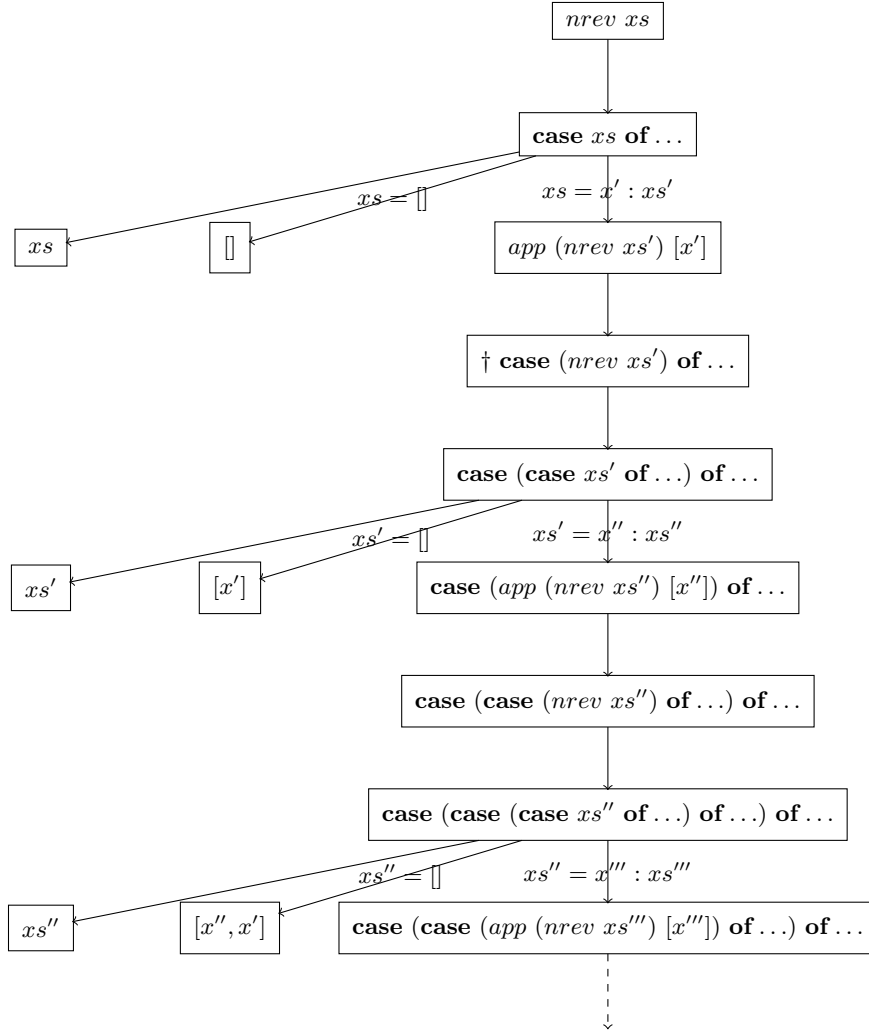 nrev xs
case xs of …
xs = []
xs = x′ : xs′
xs
[]
app (nrev xs′) [x′]
† case (nrev xs′) of …
case (case xs′ of …) of …
xs′ = []
xs′ = x″ : xs″
xs′
[x′]
case (app (nrev xs″) [x″]) of …
case (case (nrev xs″) of …) of …
case (case (case xs″ of …) of …) of …
xs″ = []
xs″ = x‴ : xs‴
xs″
[x″, x′]
case (case (app (nrev xs‴) [x‴]) of …) of …